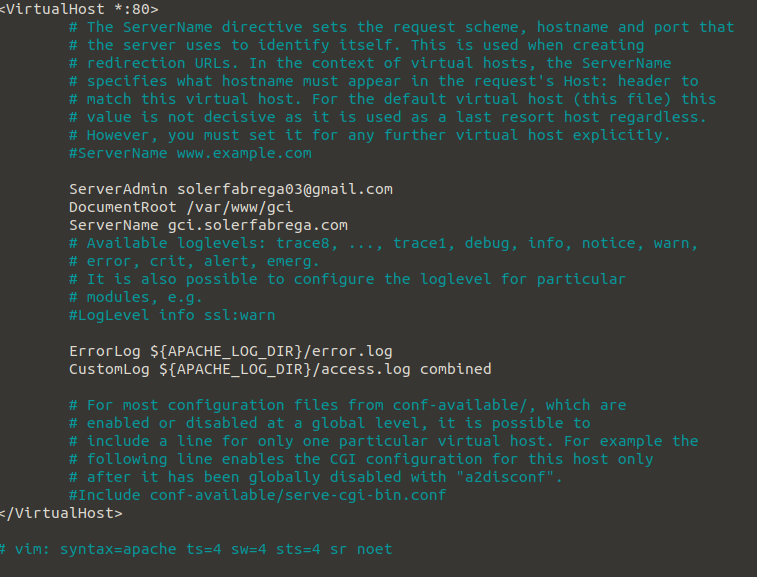 <VirtualHost *:80>
# The ServerName directive sets the request scheme, hostname and port that
# the server uses to identify itself. This is used when creating
# redirection URLs. In the context of virtual hosts, the ServerName
# specifies what hostname must appear in the request's Host: header to
# match this virtual host. For the default virtual host (this file) this
# value is not decisive as it is used as a last resort host regardless.
# However, you must set it for any further virtual host explicitly.
#ServerName www.example.com
ServerAdmin solerfabrega03@gmail.com
DocumentRoot /var/www/gci
ServerName gci.solerfabrega.com
# Available loglevels: trace8, ..., trace1, debug, info, notice, warn,
# error, crit, alert, emerg.
# It is also possible to configure the loglevel for particular
# modules, e.g.
#LogLevel info ssl:warn
ErrorLog ${APACHE_LOG_DIR}/error.log
CustomLog ${APACHE_LOG_DIR}/access.log combined
# For most configuration files from conf-available/, which are
# enabled or disabled at a global level, it is possible to
# include a line for only one particular virtual host. For example the
# following line enables the CGI configuration for this host only
# after it has been globally disabled with "a2disconf".
#Include conf-available/serve-cgi-bin.conf
</VirtualHost>
# vim: syntax=apache ts=4 sw=4 sts=4 sr noet